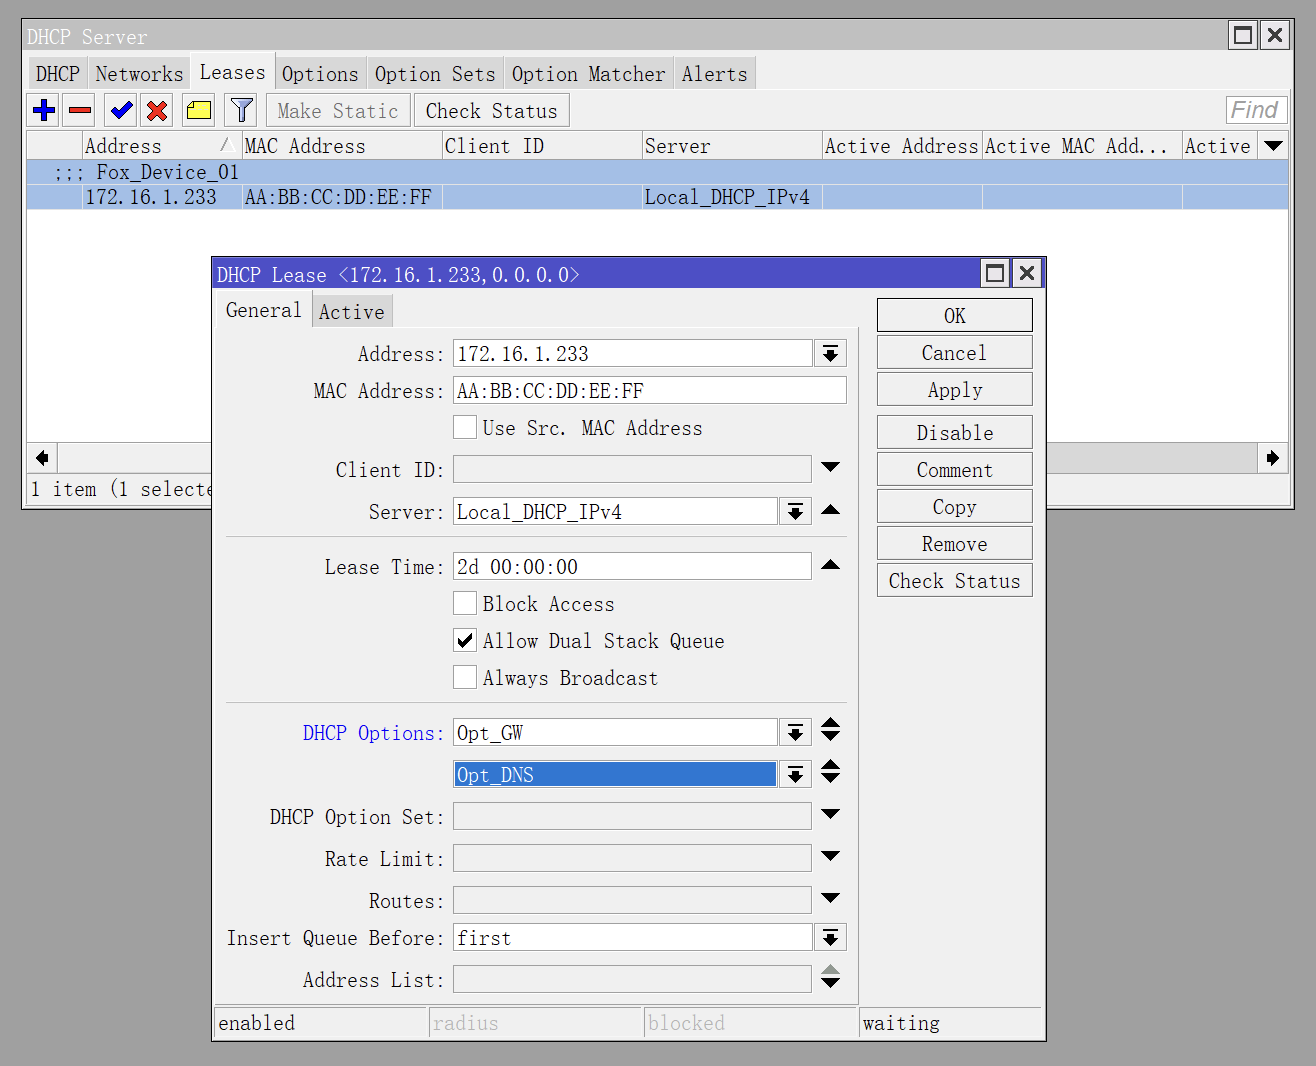 DHCP Server
DHCP Networks Leases Options Option Sets Option Matcher Alerts
Make Static Check Status Find
Address MAC Address Client ID Server Active Address Active MAC Add... Active
;;; Fox_Device_01
172.16.1.233 AA:BB:CC:DD:EE:FF Local_DHCP_IPv4
1 item (1 selecte
DHCP Lease <172.16.1.233,0.0.0.0>
General Active
Address: 172.16.1.233
MAC Address: AA:BB:CC:DD:EE:FF
Use Src. MAC Address
Client ID:
Server: Local_DHCP_IPv4
Lease Time: 2d 00:00:00
Block Access
Allow Dual Stack Queue
Always Broadcast
DHCP Options: Opt_GW
Opt_DNS
DHCP Option Set:
Rate Limit:
Routes:
Insert Queue Before: first
Address List:
OK
Cancel
Apply
Disable
Comment
Copy
Remove
Check Status
enabled radius blocked waiting